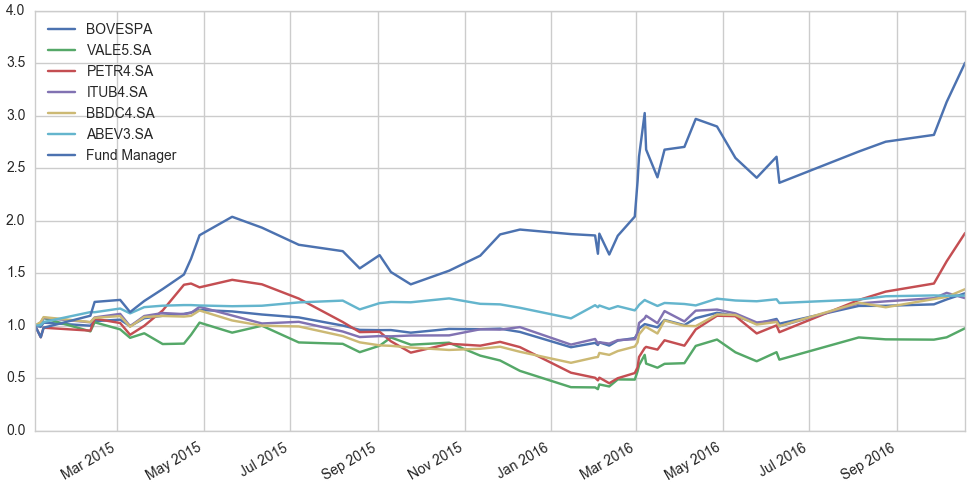 4.0
3.5
3.0
2.5
2.0
1.5
1.0
0.5
0.0
BOVESPA
VALE5.SA
PETR4.SA
ITUB4.SA
BBDC4.SA
ABEV3.SA
Fund Manager
Mar 2015
May 2015
Jul 2015
Sep 2015
Nov 2015
Jan 2016
Mar 2016
May 2016
Jul 2016
Sep 2016